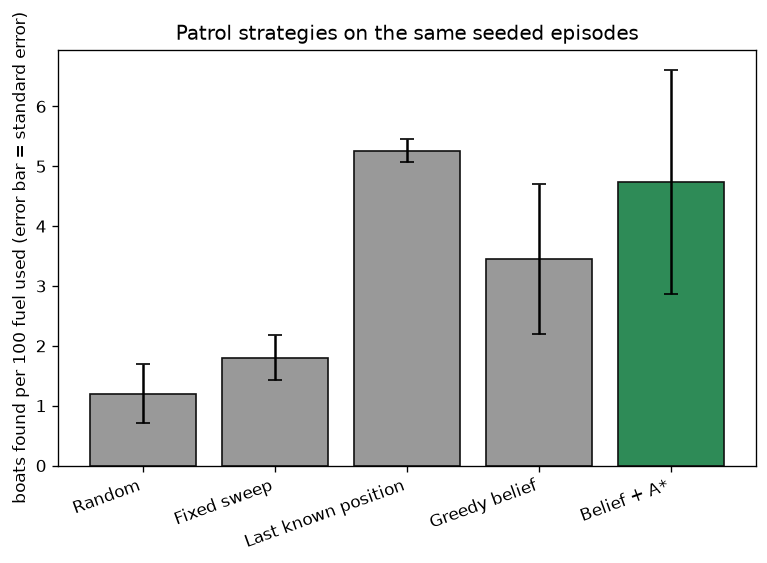 Patrol strategies on the same seeded episodes
boats found per 100 fuel used (error bar = standard error)
6
5
4
3
2
1
0
Random
Fixed sweep
Last known position
Greedy belief
Belief + A*